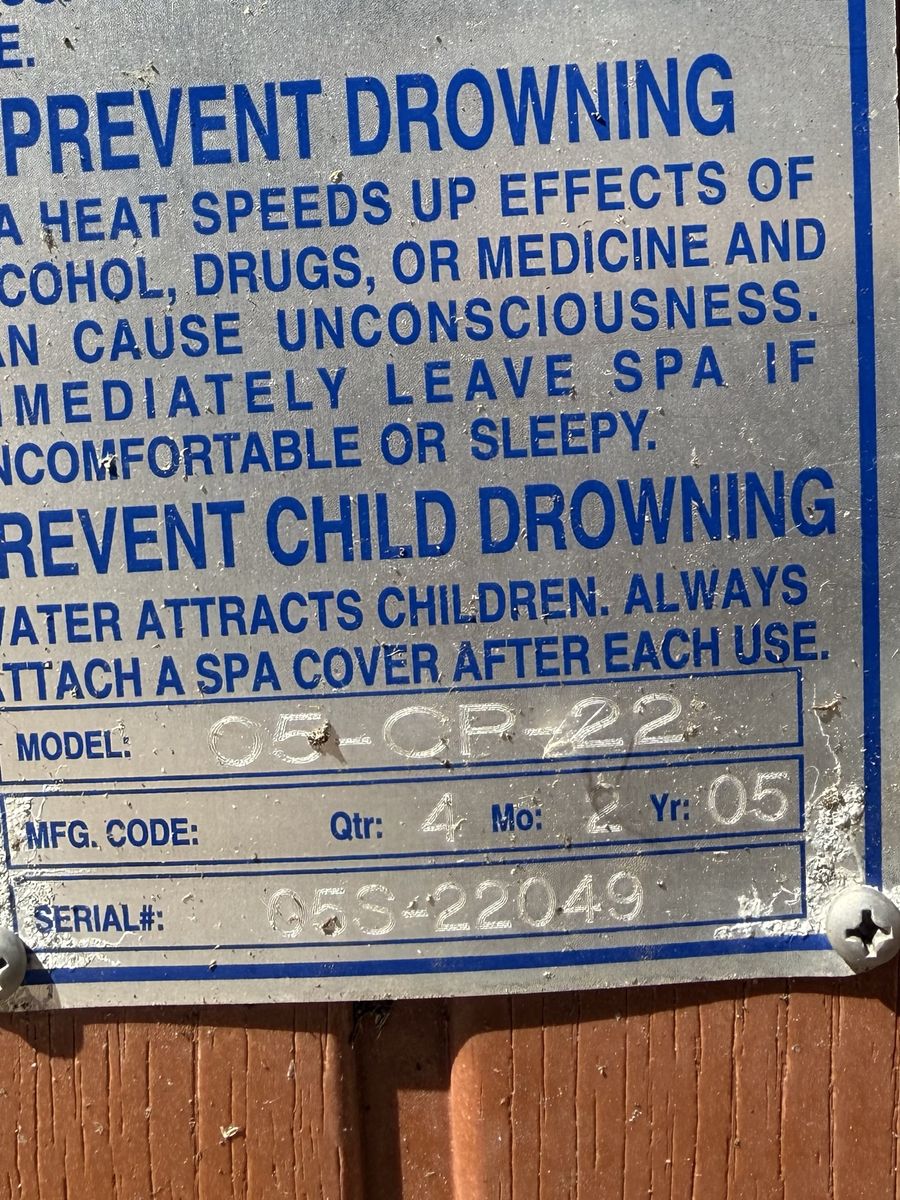 E.
PREVENT DROWNING
A HEAT SPEEDS UP EFFECTS OF
COHOL, DRUGS, OR MEDICINE AND
AN CAUSE UNCONSCIOUSNESS.
MMEDIATELY LEAVE SPA IF
NCOMFORTABLE OR SLEEPY.
REVENT CHILD DROWNING
WATER ATTRACTS CHILDREN. ALWAYS
ATTACH A SPA COVER AFTER EACH USE.
MODEL: 05-CP-22
MFG. CODE: Qtr: 4 Mo: 2 Yr: 05
SERIAL#: 05S-22049